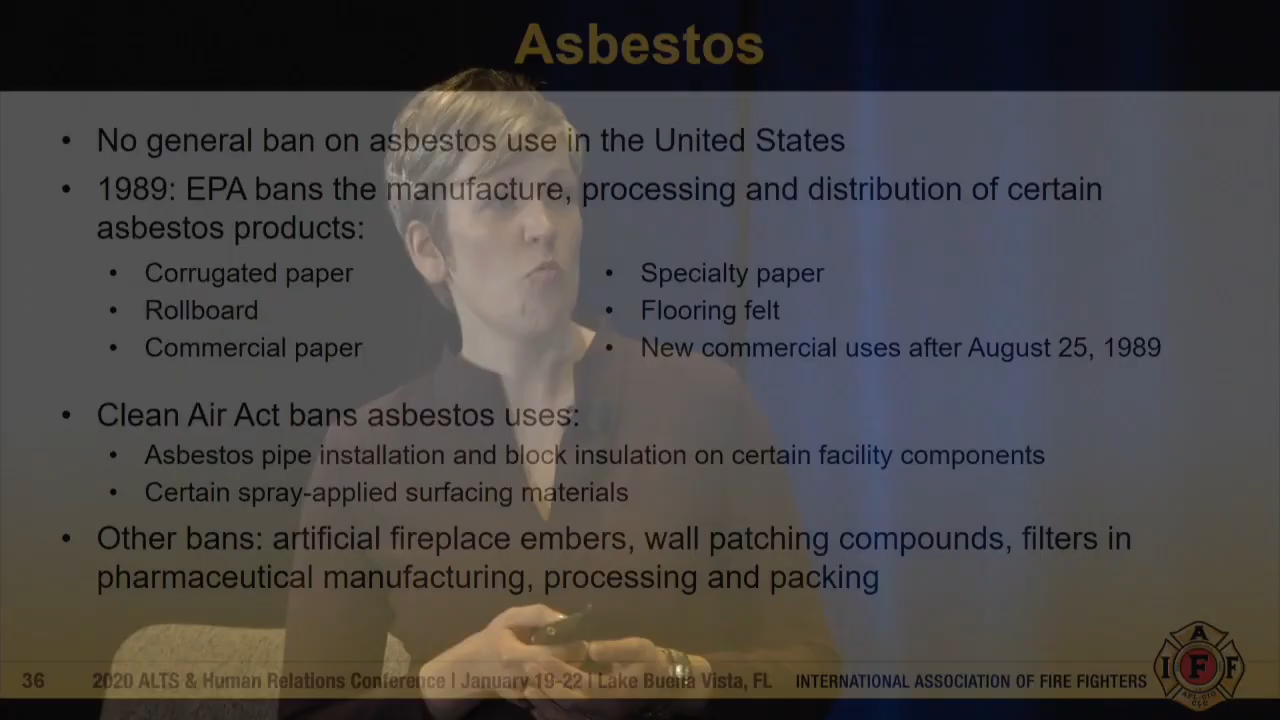 Asbestos
• No general ban on asbestos use in the United States
• 1989: EPA bans the manufacture, processing and distribution of certain
asbestos products:
• Corrugated paper
• Rollboard
• Commercial paper
• Specialty paper
• Flooring felt
• New commercial uses after August 25, 1989
• Clean Air Act bans asbestos uses:
• Asbestos pipe installation and block insulation on certain facility components
• Certain spray-applied surfacing materials
• Other bans: artificial fireplace embers, wall patching compounds, filters in
pharmaceutical manufacturing, processing and packing
36 2020 ALTS & Human Relations Conference | January 19-22 | Lake Buena Vista, FL INTERNATIONAL ASSOCIATION OF FIRE FIGHTERS
A
I F F
AFL-CIO
CLC